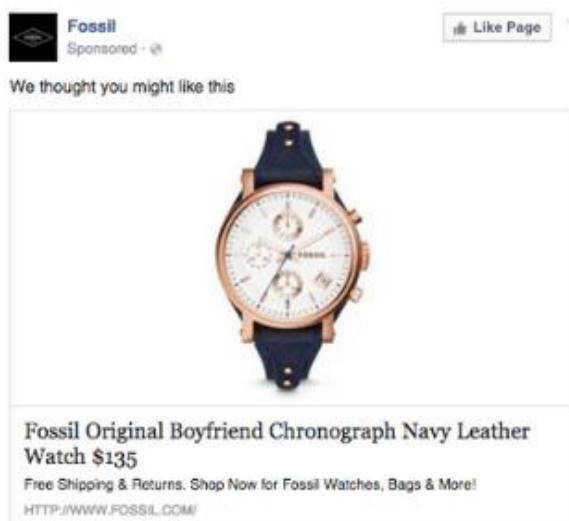 Fossil
Like Page
Sponsored ·
We thought you might like this
FOSSIL
Fossil Original Boyfriend Chronograph Navy Leather
Watch $135
Free Shipping & Returns. Shop Now for Fossil Watches, Bags & More!
HTTP://WWW.FOSSIL.COM/